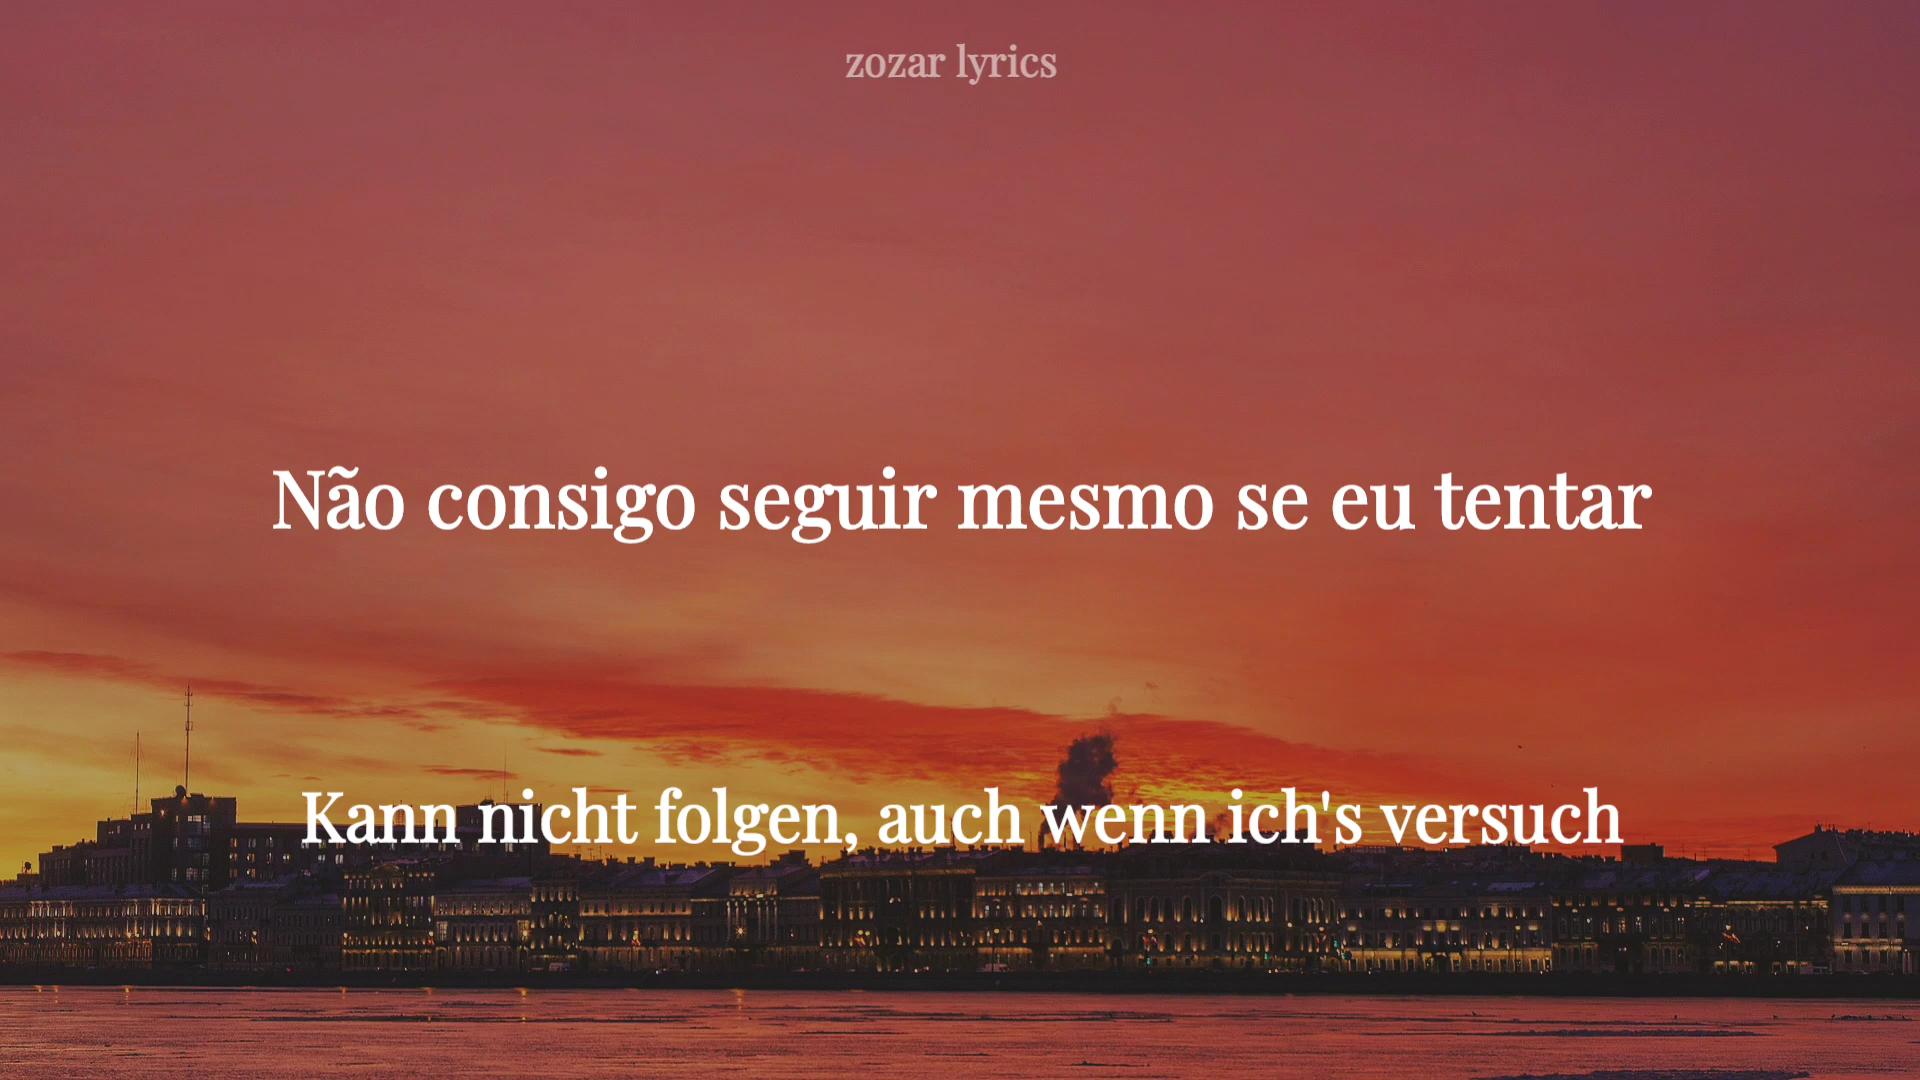 zozar lyrics
Não consigo seguir mesmo se eu tentar
Kann nicht folgen, auch wenn ich's versuch